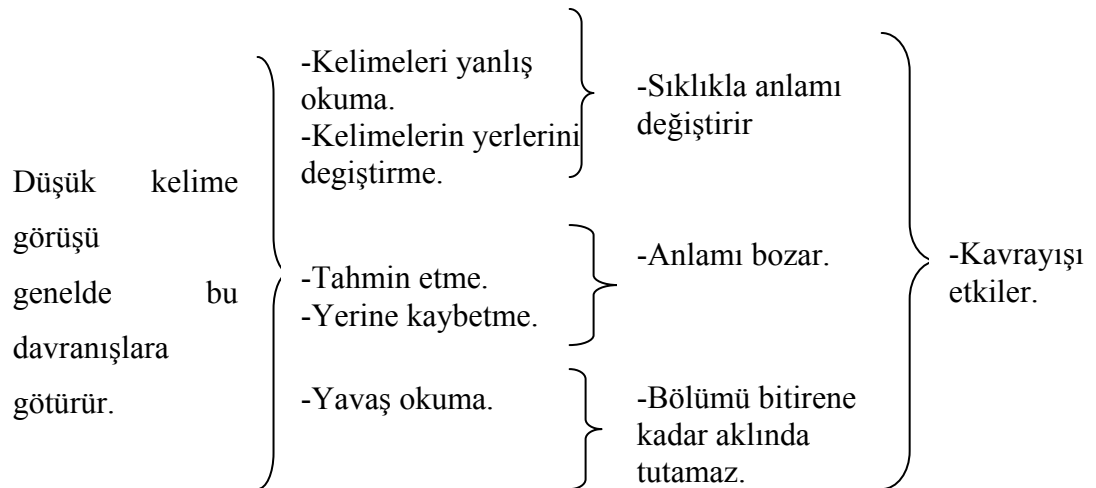 Düşük kelime
görüşü
genelde bu
davranışlara
götürür.
-Kelimeleri yanlış
okuma.
-Kelimelerin yerlerini
degiştirme.
-Tahmin etme.
-Yerine kaybetme.
-Yavaş okuma.
-Sıklıkla anlamı
değiştirir
-Anlamı bozar.
-Bölümü bitirene
kadar aklında
tutamaz.
-Kavrayışı
etkiler.